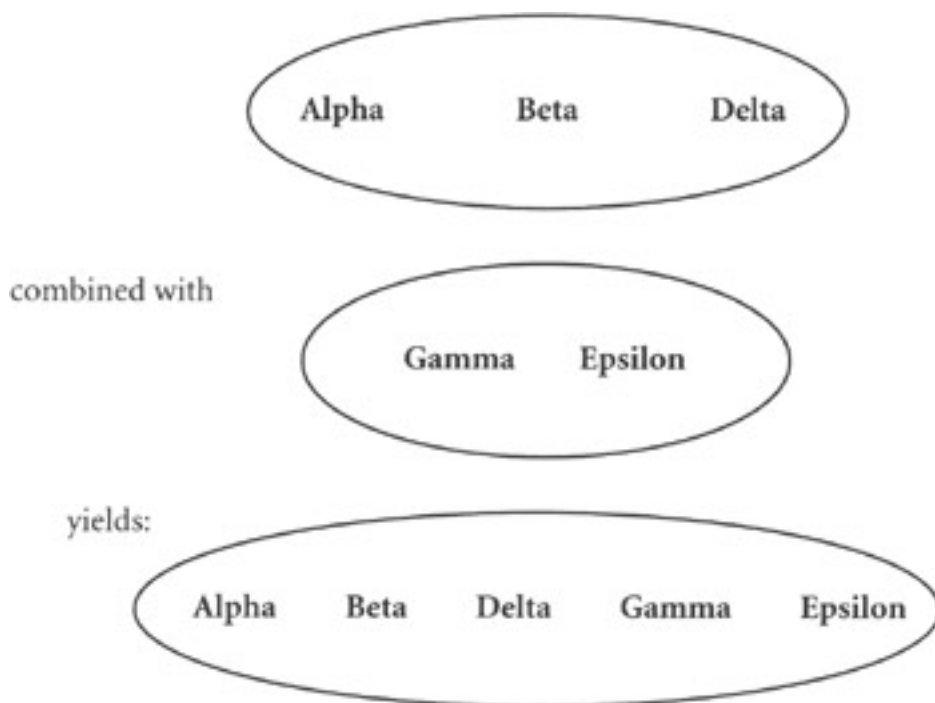 Alpha Beta Delta
combined with
Gamma Epsilon
yields:
Alpha Beta Delta Gamma Epsilon